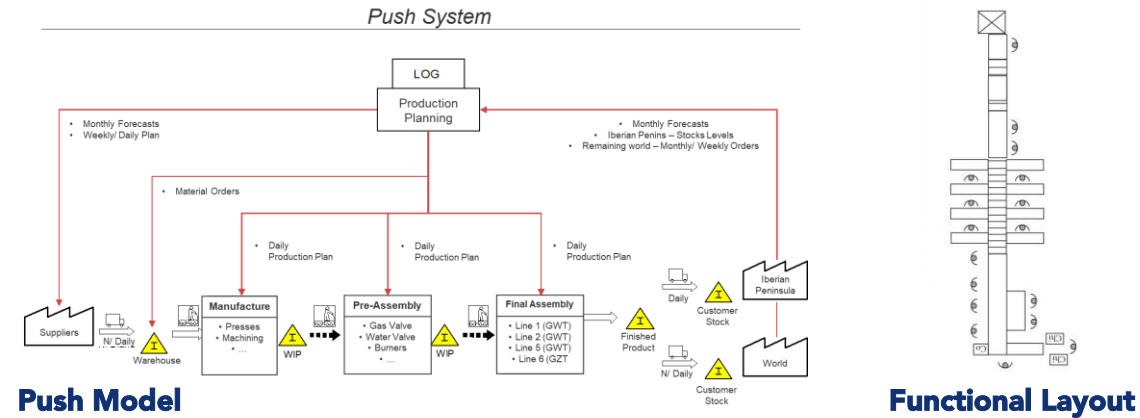 Push System
LOG
Production
Planning
• Monthly Forecasts
• Weekly/ Daily Plan
• Monthly Forecasts
• Iberian Penins – Stocks Levels
• Remaining world – Monthly/ Weekly Orders
• Material Orders
• Daily
Production Plan
• Daily
Production Plan
• Daily
Production Plan
Suppliers
N/ Daily
I
Warehouse
Manufacture
• Presses
• Machining
• ...
I
WIP
Pre-Assembly
• Gas Valve
• Water Valve
• Burners
• ...
I
WIP
Final Assembly
• Line 1 (GWT)
• Line 2 (GWT)
• Line 5 (GWT)
• Line 6 (GZT
I
Finished
Product
Daily
I
Customer
Stock
Iberian
Peninsula
N/ Daily
I
Customer
Stock
World
Push Model
Functional Layout